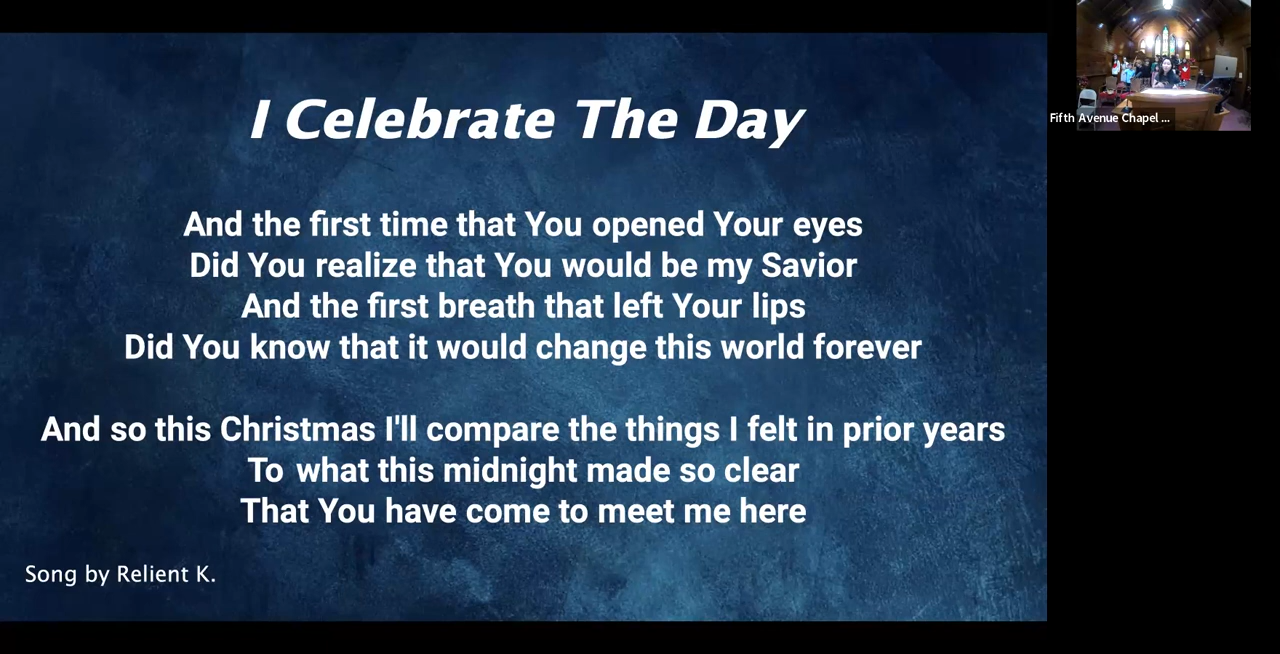 I Celebrate The Day
And the first time that You opened Your eyes
Did You realize that You would be my Savior
And the first breath that left Your lips
Did You know that it would change this world forever
And so this Christmas I'll compare the things I felt in prior years
To what this midnight made so clear
That You have come to meet me here
Song by Relient K.
Fifth Avenue Chapel ...